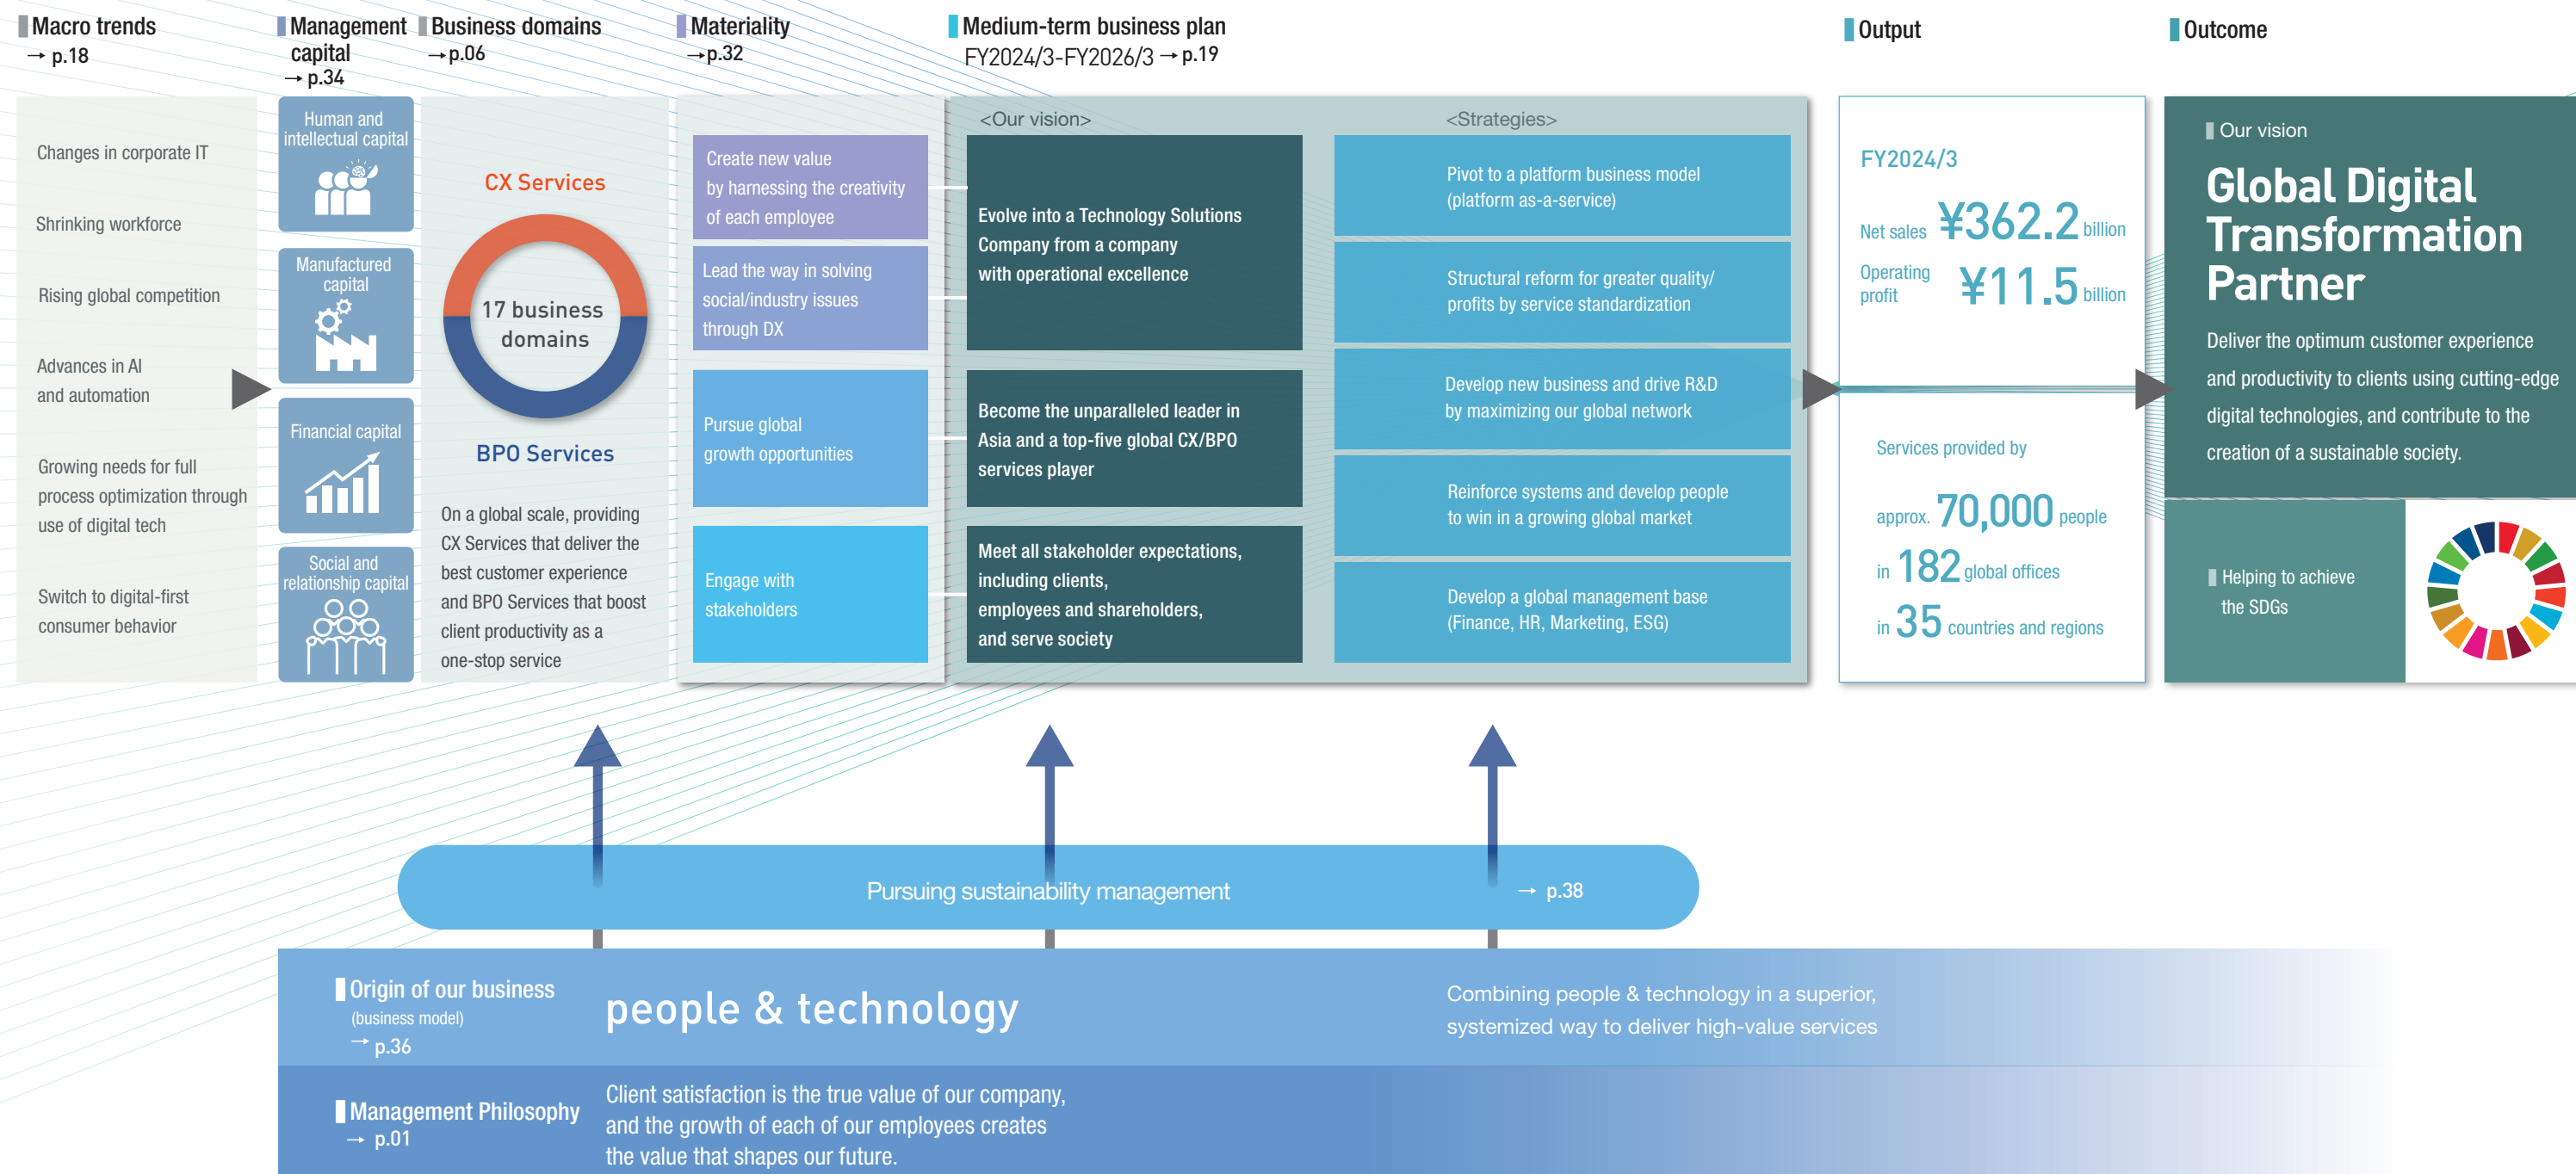 Macro trends
→ p.18
Changes in corporate IT
Shrinking workforce
Rising global competition
Advances in AI
and automation
Growing needs for full
process optimization through
use of digital tech
Switch to digital-first
consumer behavior
Management
capital
→ p.34
Human and
intellectual capital
Manufactured
capital
Financial capital
Social and
relationship capital
Business domains
→ p.06
CX Services
17 business
domains
BPO Services
On a global scale, providing
CX Services that deliver the
best customer experience
and BPO Services that boost
client productivity as a
one-stop service
Materiality
→ p.32
Create new value
by harnessing the creativity
of each employee
Lead the way in solving
social/industry issues
through DX
Pursue global
growth opportunities
Engage with
stakeholders
Medium-term business plan
FY2024/3-FY2026/3 → p.19
<Our vision>
Evolve into a Technology Solutions
Company from a company
with operational excellence
Become the unparalleled leader in
Asia and a top-five global CX/BPO
services player
Meet all stakeholder expectations,
including clients,
employees and shareholders,
and serve society
<Strategies>
Pivot to a platform business model
(platform as-a-service)
Structural reform for greater quality/
profits by service standardization
Develop new business and drive R&D
by maximizing our global network
Reinforce systems and develop people
to win in a growing global market
Develop a global management base
(Finance, HR, Marketing, ESG)
Output
FY2024/3
Net sales ¥362.2 billion
Operating
profit ¥11.5 billion
Services provided by
approx. 70,000 people
in 182 global offices
in 35 countries and regions
Outcome
Our vision
Global Digital
Transformation
Partner
Deliver the optimum customer experience
and productivity to clients using cutting-edge
digital technologies, and contribute to the
creation of a sustainable society.
Helping to achieve
the SDGs
Pursuing sustainability management → p.38
Origin of our business
(business model)
→ p.36
people & technology
Combining people & technology in a superior,
systemized way to deliver high-value services
Management Philosophy
→ p.01
Client satisfaction is the true value of our company,
and the growth of each of our employees creates
the value that shapes our future.